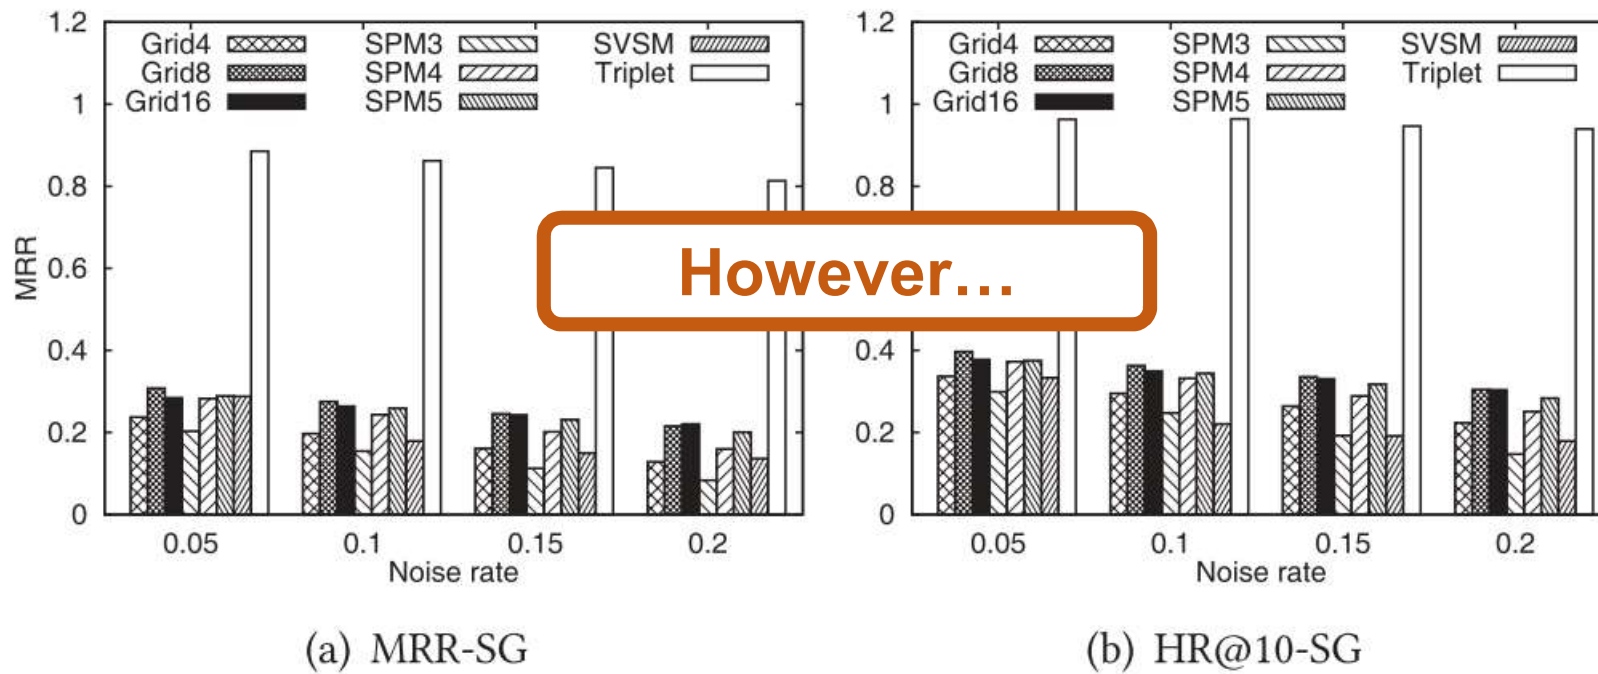 1.2
1
0.8
0.6
0.4
0.2
0
MRR
Grid4
Grid8
Grid16
SPM3
SPM4
SPM5
SVSM
Triplet
0.05 0.1 0.15 0.2
Noise rate
(a) MRR-SG
1.2
1
0.8
0.4
0.2
0
Grid4
Grid8
Grid16
SPM3
SPM4
SPM5
SVSM
Triplet
0.05 0.1 0.15 0.2
Noise rate
(b) HR@10-SG
However…